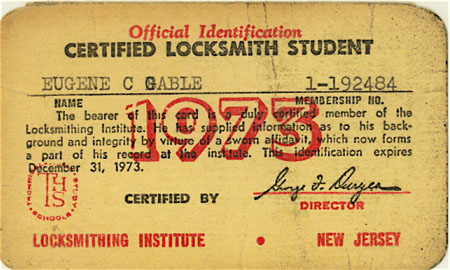 Official Identification
CERTIFIED LOCKSMITH STUDENT
EUGENE C GABLE 1-192484
NAME MEMBERSHIP NO.
The bearer of this card is a duly certified member of the
Locksmithing Institute. He has supplied information as to his back-
ground and integrity by virtue of a sworn affidavit, which now forms
a part of his record at the institute. This identification expires
December 31, 1973.
1973
CERTIFIED BY
DIRECTOR
LOCKSMITHING INSTITUTE • NEW JERSEY